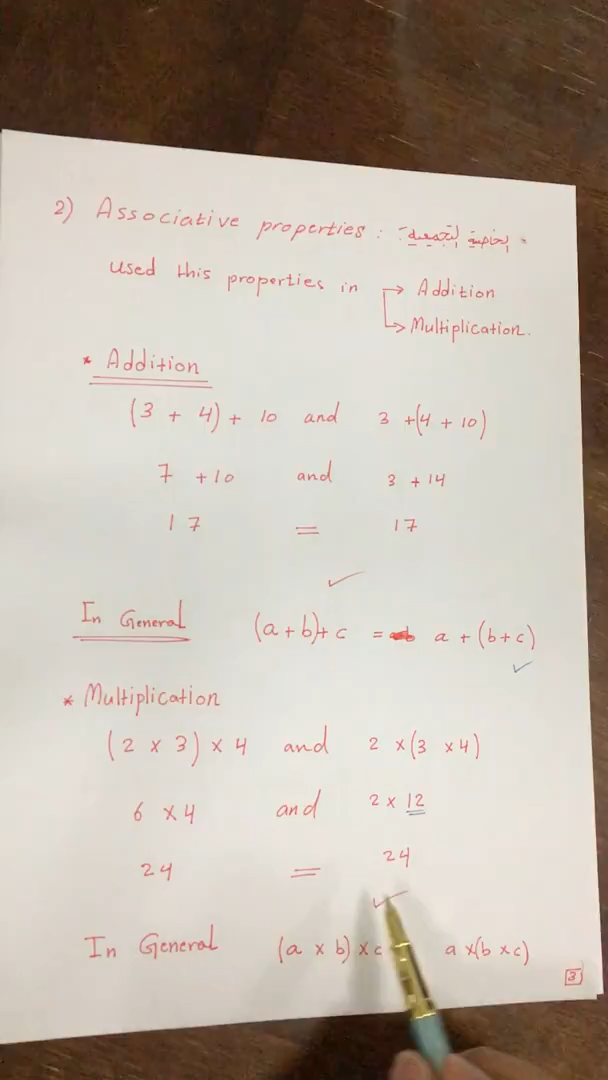 2) Associative properties : الخاصية التجميعية
used this properties in → Addition
→ Multiplication.
* Addition
(3 + 4) + 10 and 3 +(4 + 10)
7 + 10 and 3 + 14
17 = 17
✓
In General (a + b) + c = a + (b + c)
✓
* Multiplication
(2 x 3) x 4 and 2 x (3 x 4)
6 x 4 and 2 x 12
24 = 24
✓
In General (a x b) x c a x (b x c)
3